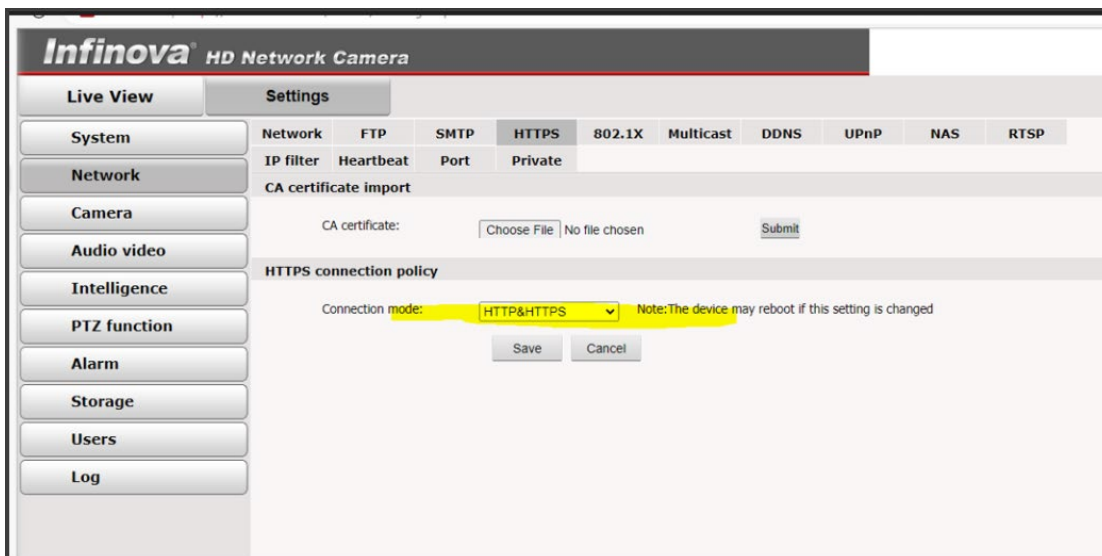 Infinova® HD Network Camera
Live View Settings
System
Network
Camera
Audio video
Intelligence
PTZ function
Alarm
Storage
Users
Log
Network FTP SMTP HTTPS 802.1X Multicast DDNS UPnP NAS RTSP
IP filter Heartbeat Port Private
CA certificate import
CA certificate: Choose File No file chosen Submit
HTTPS connection policy
Connection mode: HTTP&HTTPS Note:The device may reboot if this setting is changed
Save Cancel